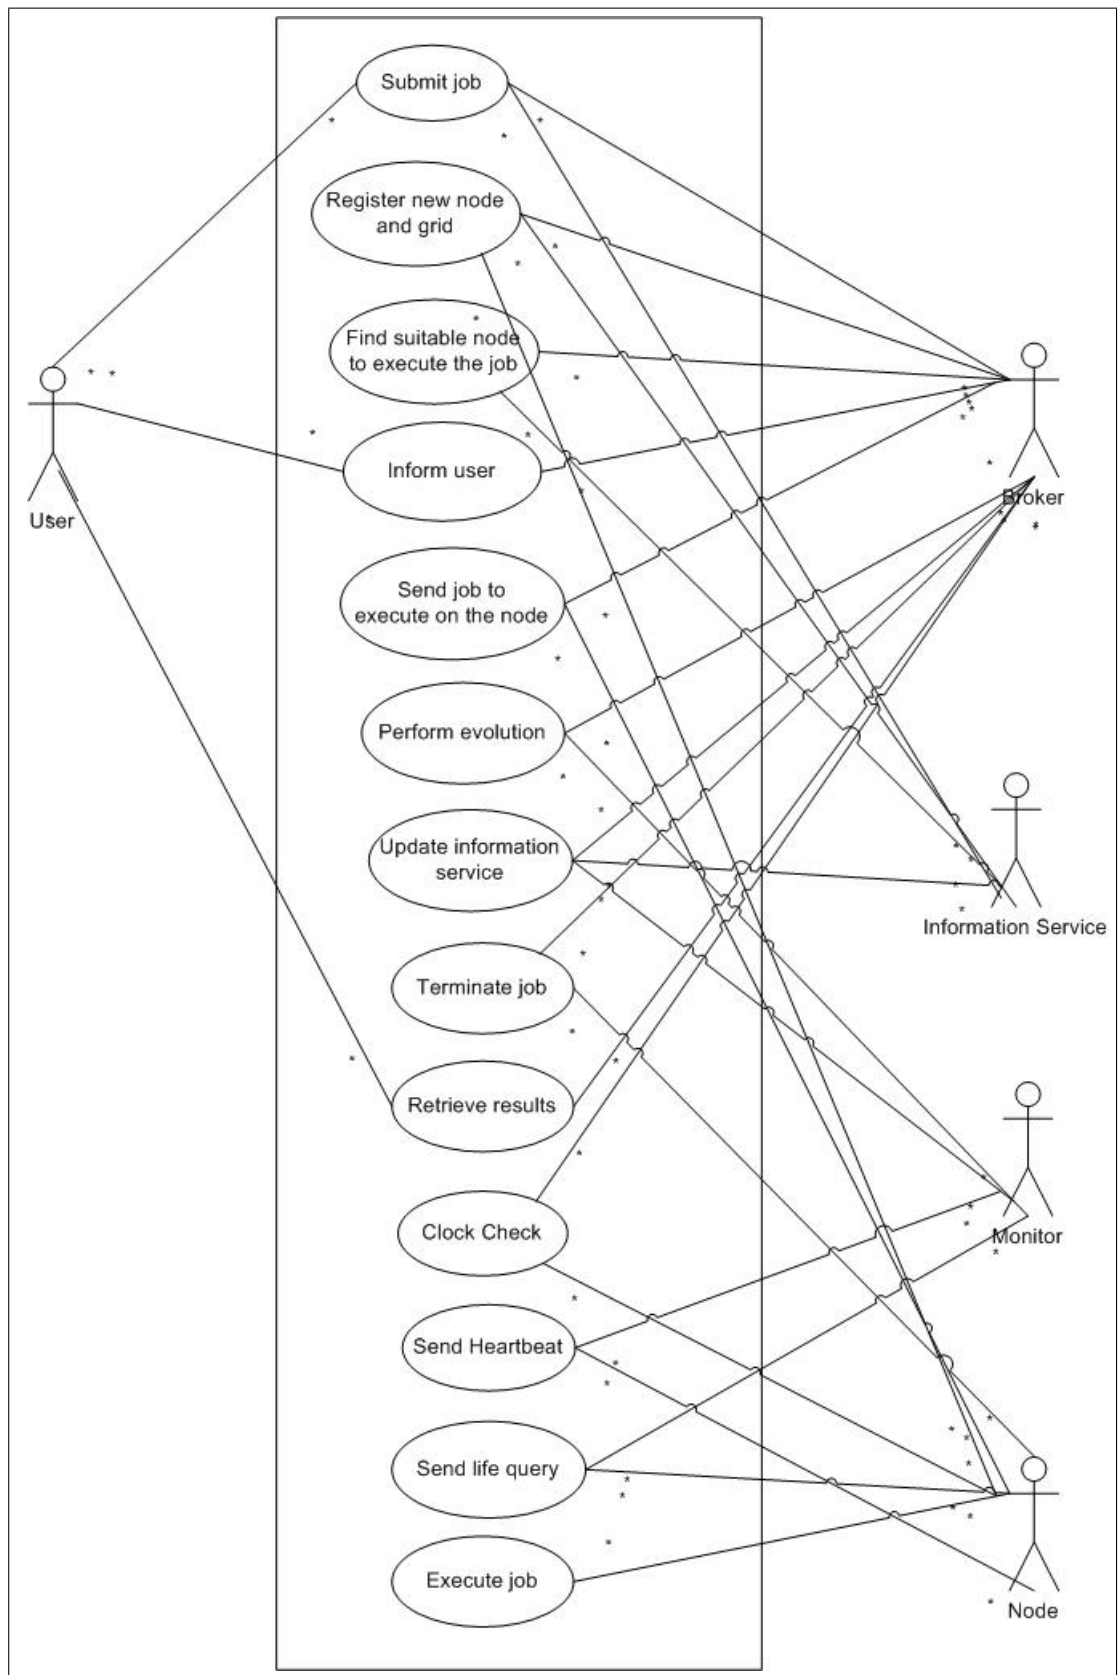 Submit job
Register new node
and grid
Find suitable node
to execute the job
Inform user
User
Broker
Send job to
execute on the node
Perform evolution
Update information
service
Information Service
Terminate job
Retrieve results
Clock Check
Monitor
Send Heartbeat
Send life query
Execute job
Node